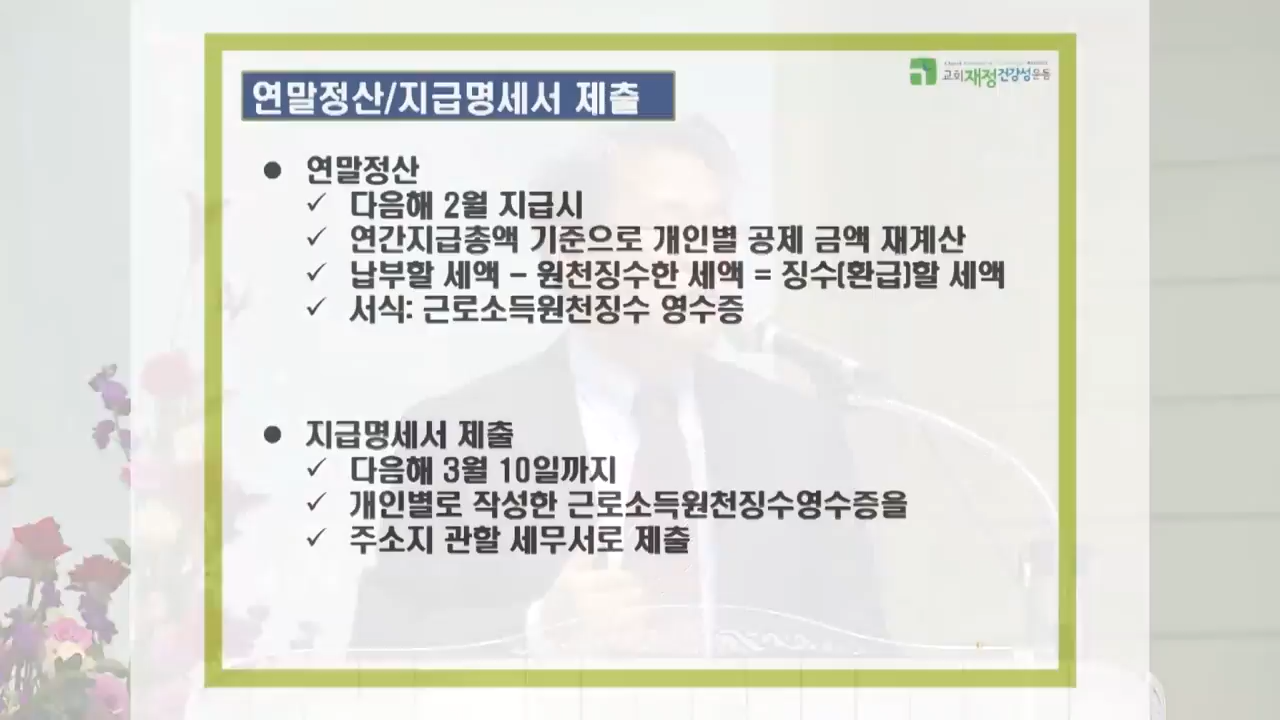 교회재정건강성운동
연말정산/지급명세서 제출
● 연말정산
✓ 다음해 2월 지급시
✓ 연간지급총액 기준으로 개인별 공제 금액 재계산
✓ 납부할 세액 – 원천징수한 세액 = 징수(환급)할 세액
✓ 서식: 근로소득원천징수 영수증
● 지급명세서 제출
✓ 다음해 3월 10일까지
✓ 개인별로 작성한 근로소득원천징수영수증을
✓ 주소지 관할 세무서로 제출